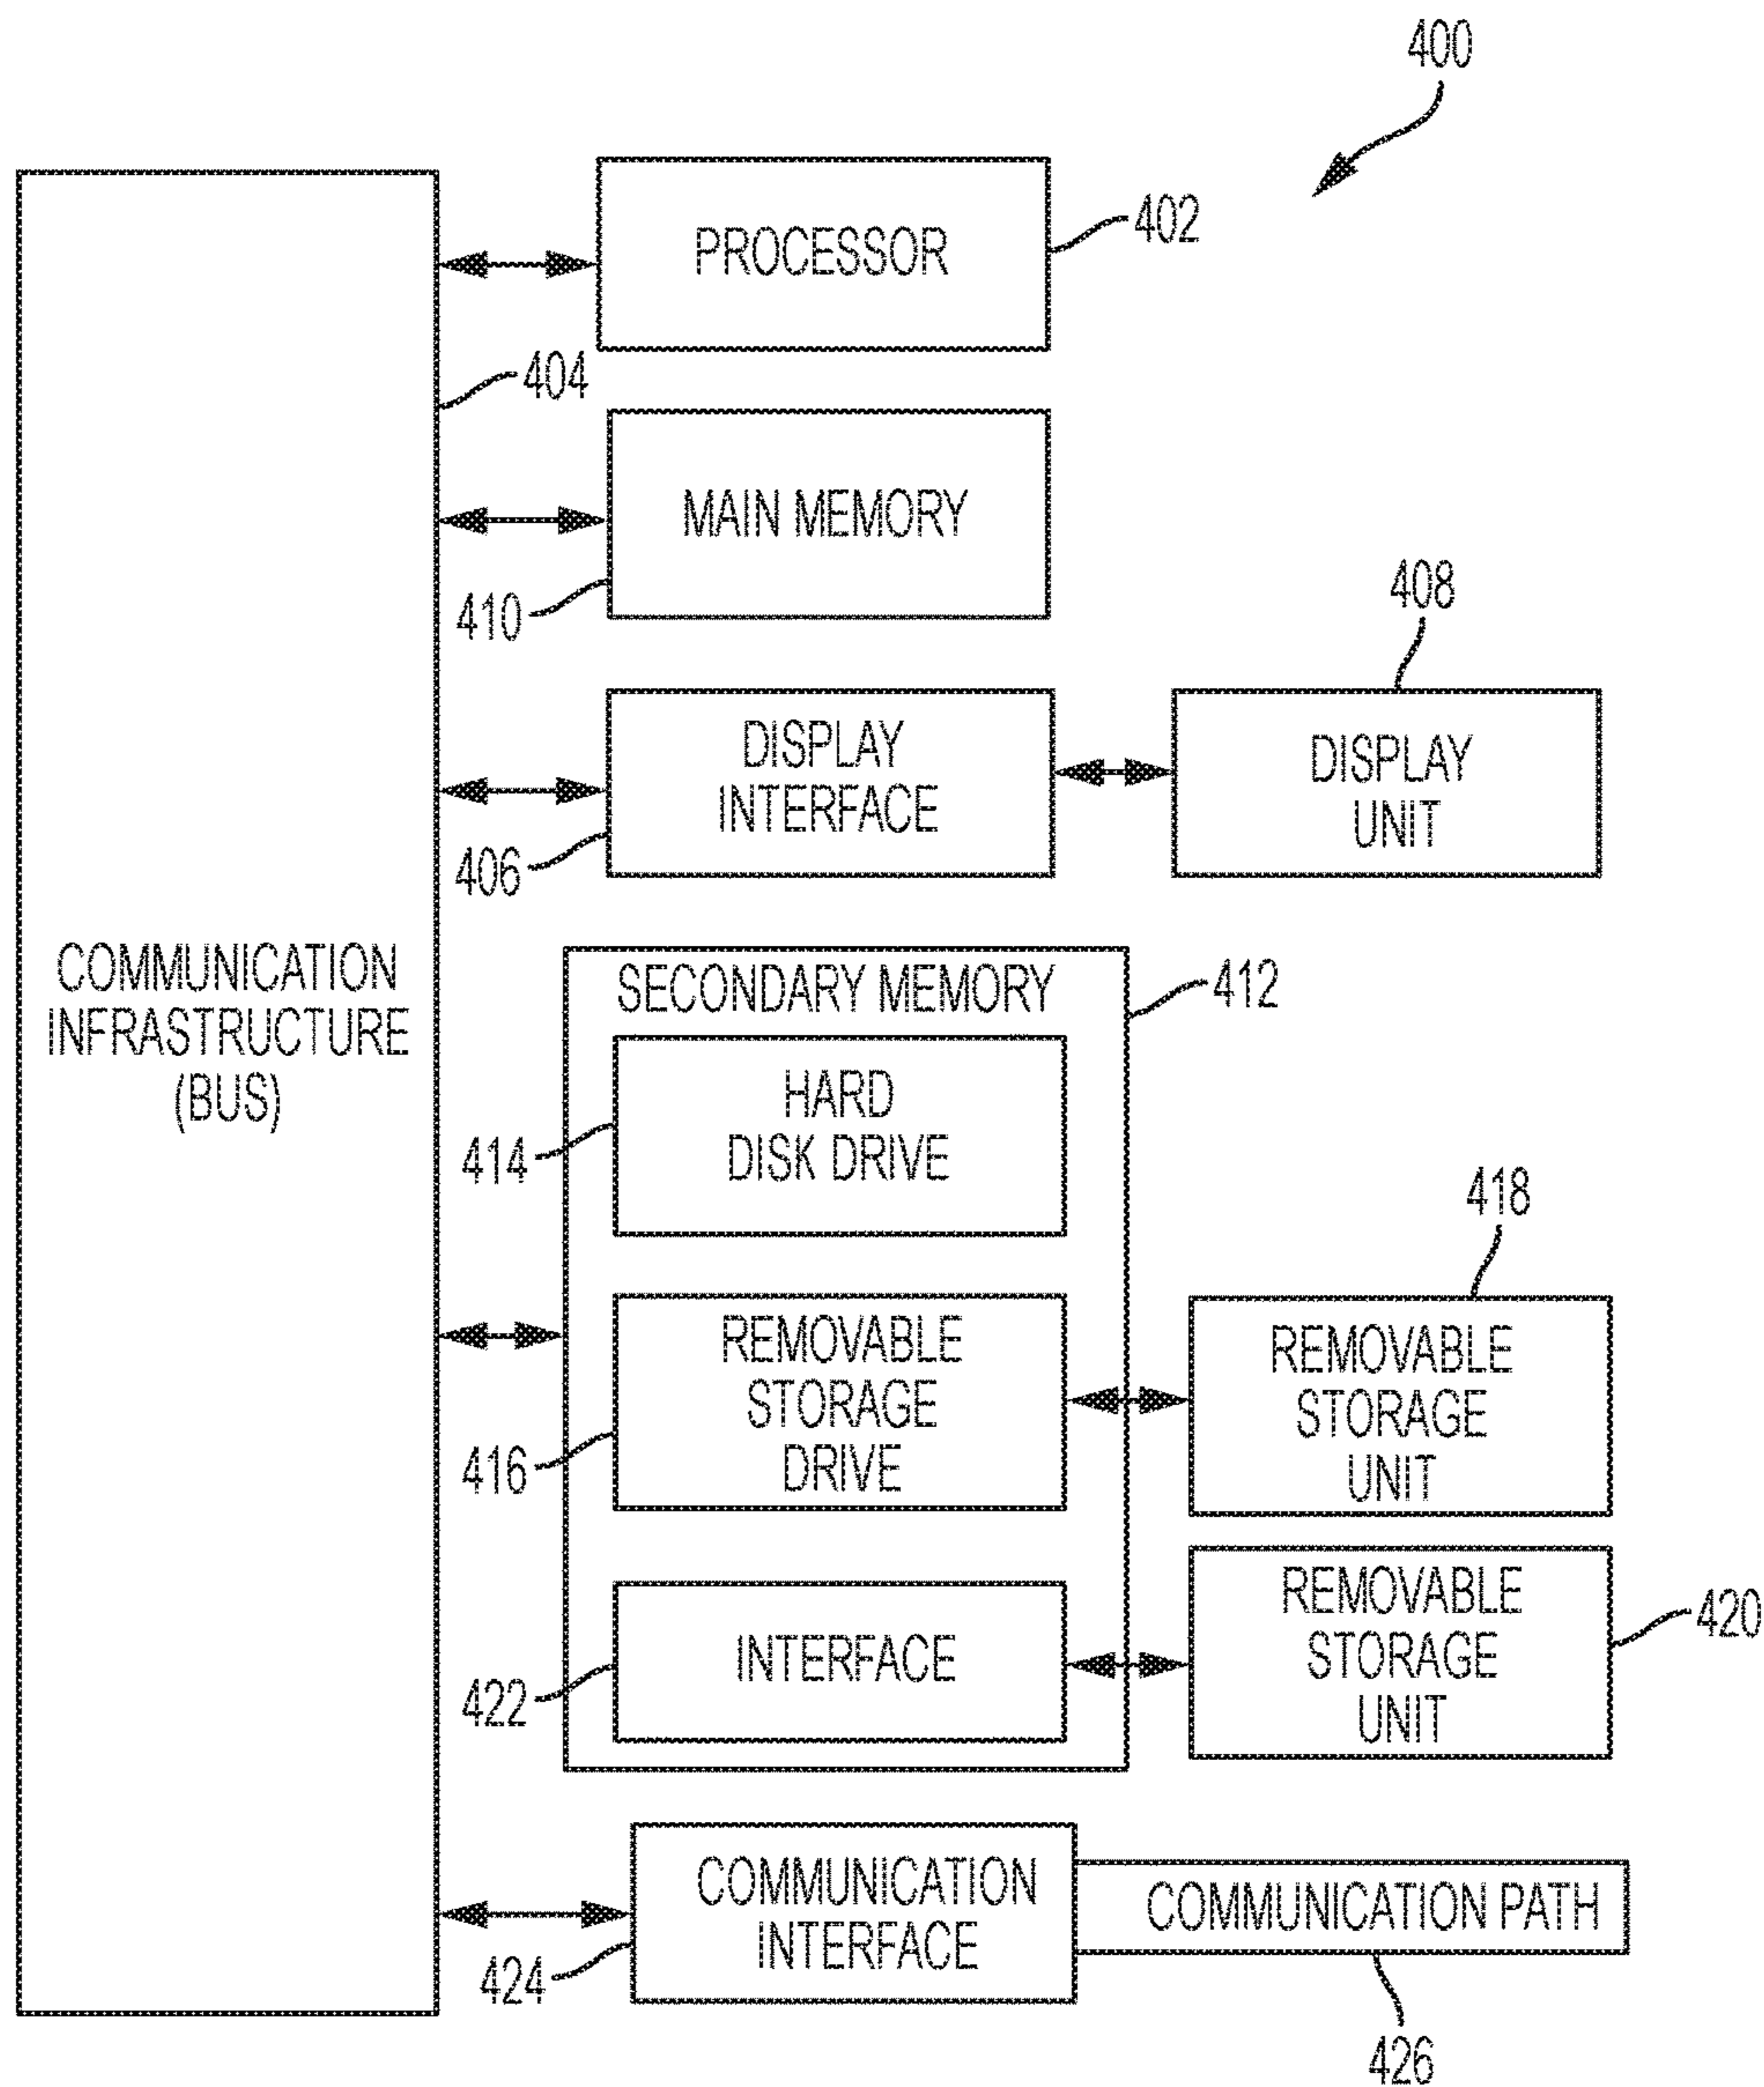 400
PROCESSOR
402
404
MAIN MEMORY
410
408
DISPLAY
INTERFACE
406
DISPLAY
UNIT
COMMUNICATION
INFRASTRUCTURE
(BUS)
SECONDARY MEMORY
412
HARD
DISK DRIVE
414
418
REMOVABLE
STORAGE
DRIVE
416
REMOVABLE
STORAGE
UNIT
INTERFACE
422
REMOVABLE
STORAGE
UNIT
420
COMMUNICATION
INTERFACE
424
COMMUNICATION PATH
426